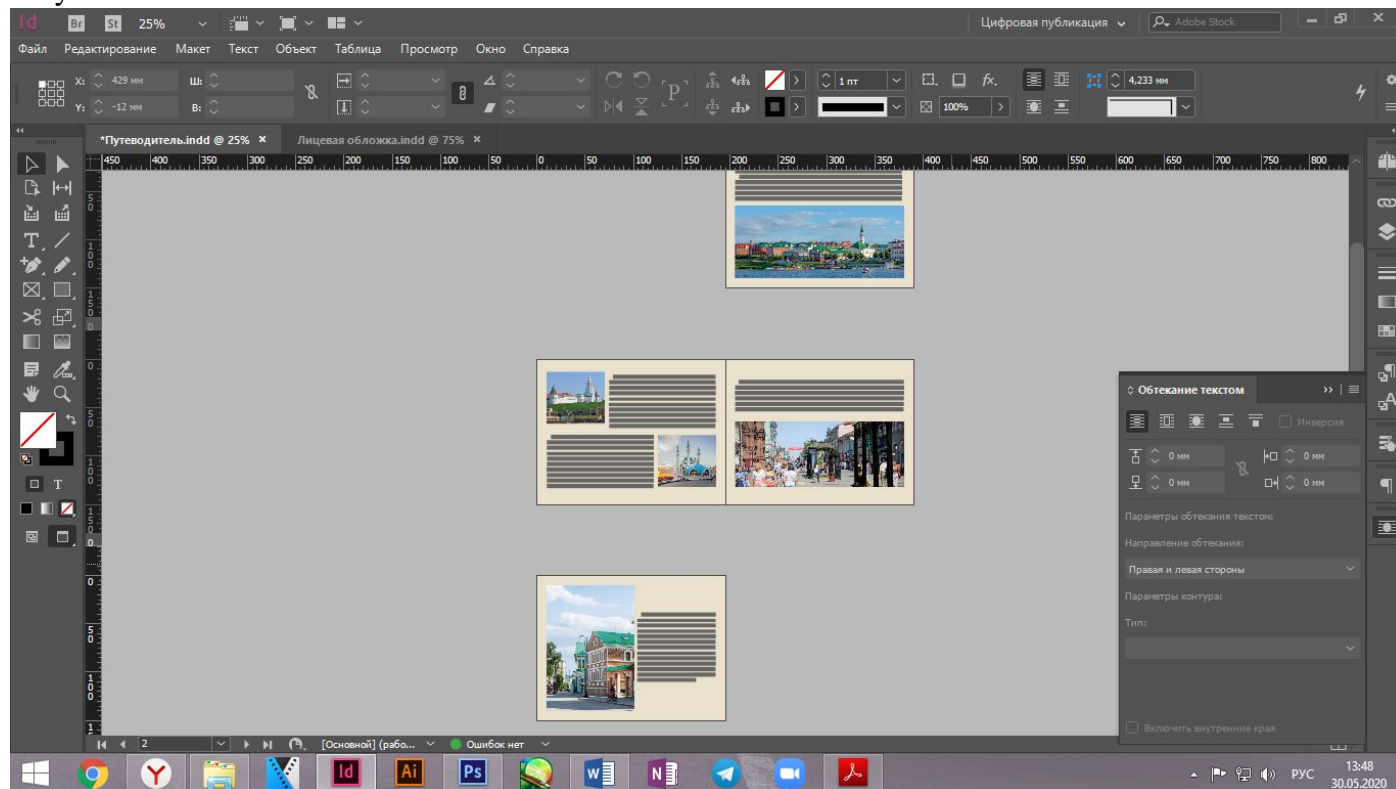 Id Br St 25% Цифровая публикация Adobe Stock
Файл Редактирование Макет Текст Объект Таблица Просмотр Окно Справка
X: 429 мм Ш: 1 пт fx. 4,233 мм
Y: -12 мм В: 100%
*Путеводитель.indd @ 25% × Лицевая обложка.indd @ 75% ×
450 400 350 300 250 200 150 100 50 0 50 100 150 200 250 300 350 400 450 500 550 600 650 700 750 800
Обтекание текстом
Инверсия
0 мм 0 мм
0 мм 0 мм
Параметры обтекания текстом:
Направление обтекания:
Правая и левая стороны
Параметры контура:
Тип:
Включить внутренние края
2 [Основной] (рабо... Ошибок нет
Id Ai Ps W N РУС 13:48
30.05.2020